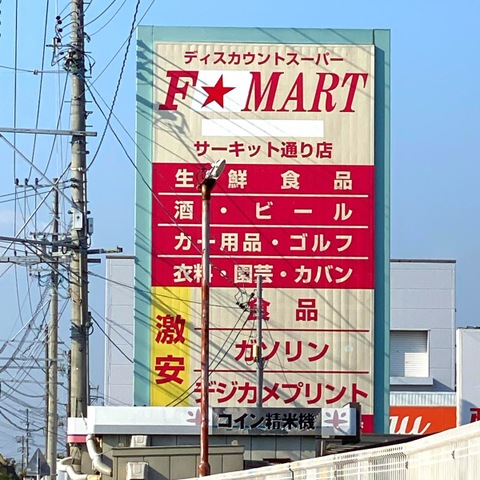 ディスカウントスーパー
F★MART
サーキット通り店
生鮮食品
酒・ビール
カー用品・ゴルフ
衣料・園芸・カバン
激安
食品
ガソリン
デジカメプリント
コイン精米機